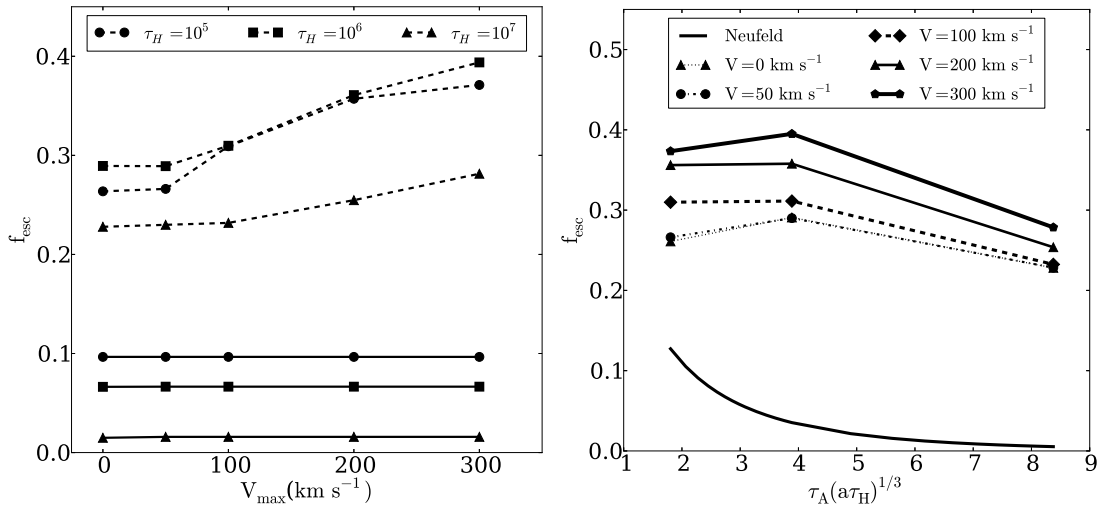 τ_H =10^5 τ_H =10^6 τ_H =10^7
0.4
0.3
0.2
0.1
0.0
f_esc
0 100 200 300
V_max(km s^−1)
Neufeld
V=0 km s^−1
V=50 km s^−1
V=100 km s^−1
V=200 km s^−1
V=300 km s^−1
0.5
0.4
0.3
0.2
0.1
0.0
f_esc
1 2 3 4 5 6 7 8 9
τ_A(aτ_H)^1/3